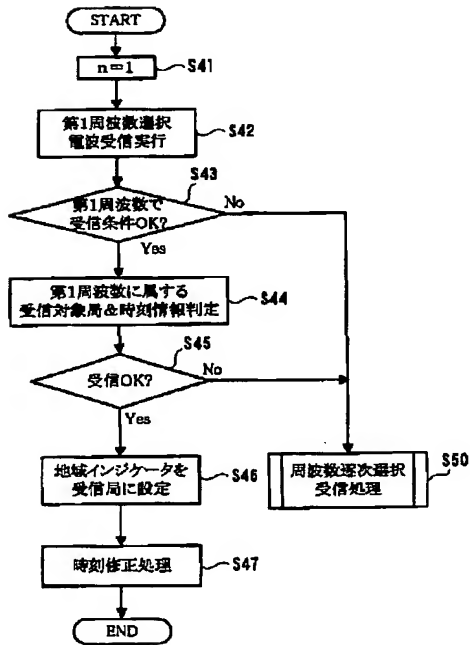 START
n=1
S41
第1周波数選択
電波受信実行
S42
S43
第1周波数で
受信条件OK?
No
Yes
第1周波数に属する
受信対象局&時刻情報判定
S44
S45
受信OK?
No
Yes
地域インジケータを
受信局に設定
S46
周波数逐次選択
受信処理
S50
時刻修正処理
S47
END